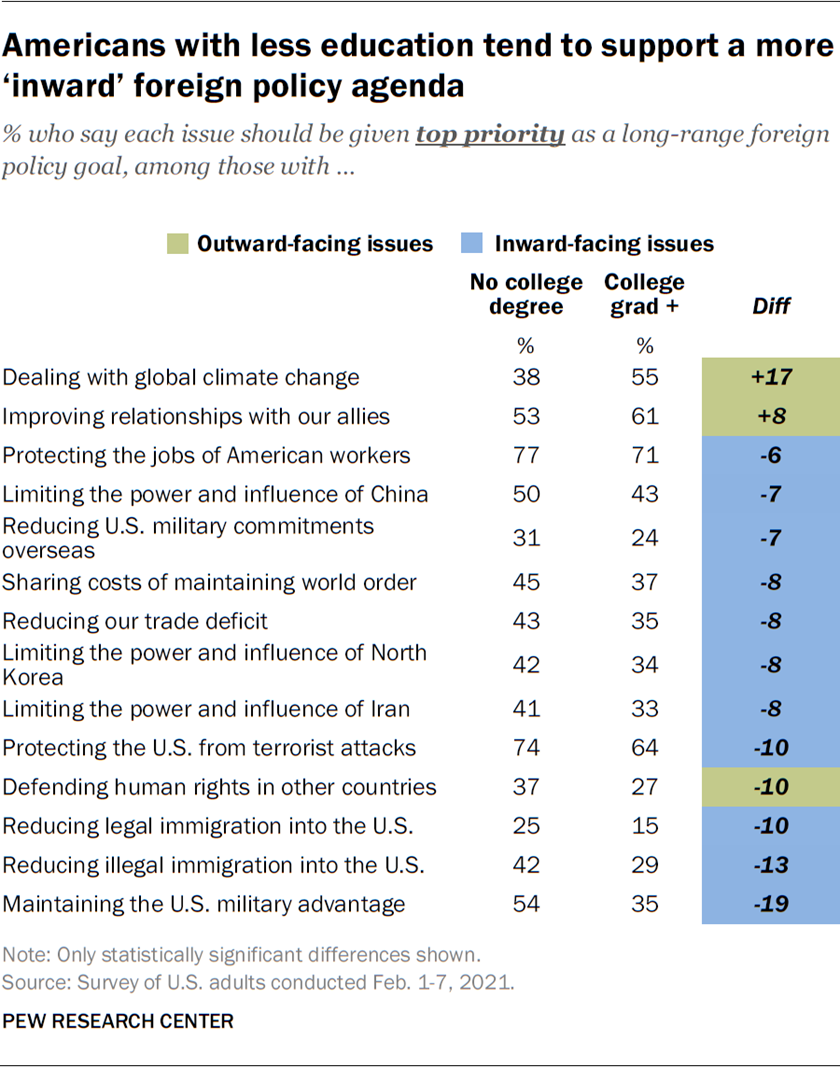 Americans with less education tend to support a more
‘inward’ foreign policy agenda
% who say each issue should be given top priority as a long-range foreign
policy goal, among those with ...
Outward-facing issues Inward-facing issues
No college College
degree grad + Diff
% %
Dealing with global climate change 38 55 +17
Improving relationships with our allies 53 61 +8
Protecting the jobs of American workers 77 71 -6
Limiting the power and influence of China 50 43 -7
Reducing U.S. military commitments
overseas 31 24 -7
Sharing costs of maintaining world order 45 37 -8
Reducing our trade deficit 43 35 -8
Limiting the power and influence of North
Korea 42 34 -8
Limiting the power and influence of Iran 41 33 -8
Protecting the U.S. from terrorist attacks 74 64 -10
Defending human rights in other countries 37 27 -10
Reducing legal immigration into the U.S. 25 15 -10
Reducing illegal immigration into the U.S. 42 29 -13
Maintaining the U.S. military advantage 54 35 -19
Note: Only statistically significant differences shown.
Source: Survey of U.S. adults conducted Feb. 1-7, 2021.
PEW RESEARCH CENTER